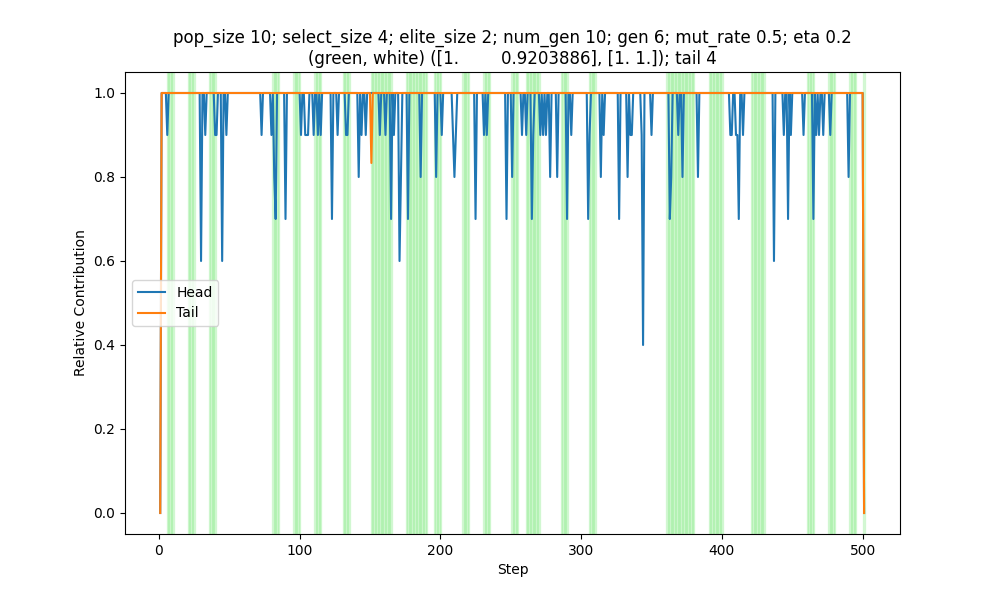 pop_size 10; select_size 4; elite_size 2; num_gen 10; gen 6; mut_rate 0.5; eta 0.2
(green, white) ([1.        0.9203886], [1. 1.]); tail 4
1.0
0.8
0.6
0.4
0.2
0.0
Relative Contribution
Head
Tail
0
100
200
300
400
500
Step